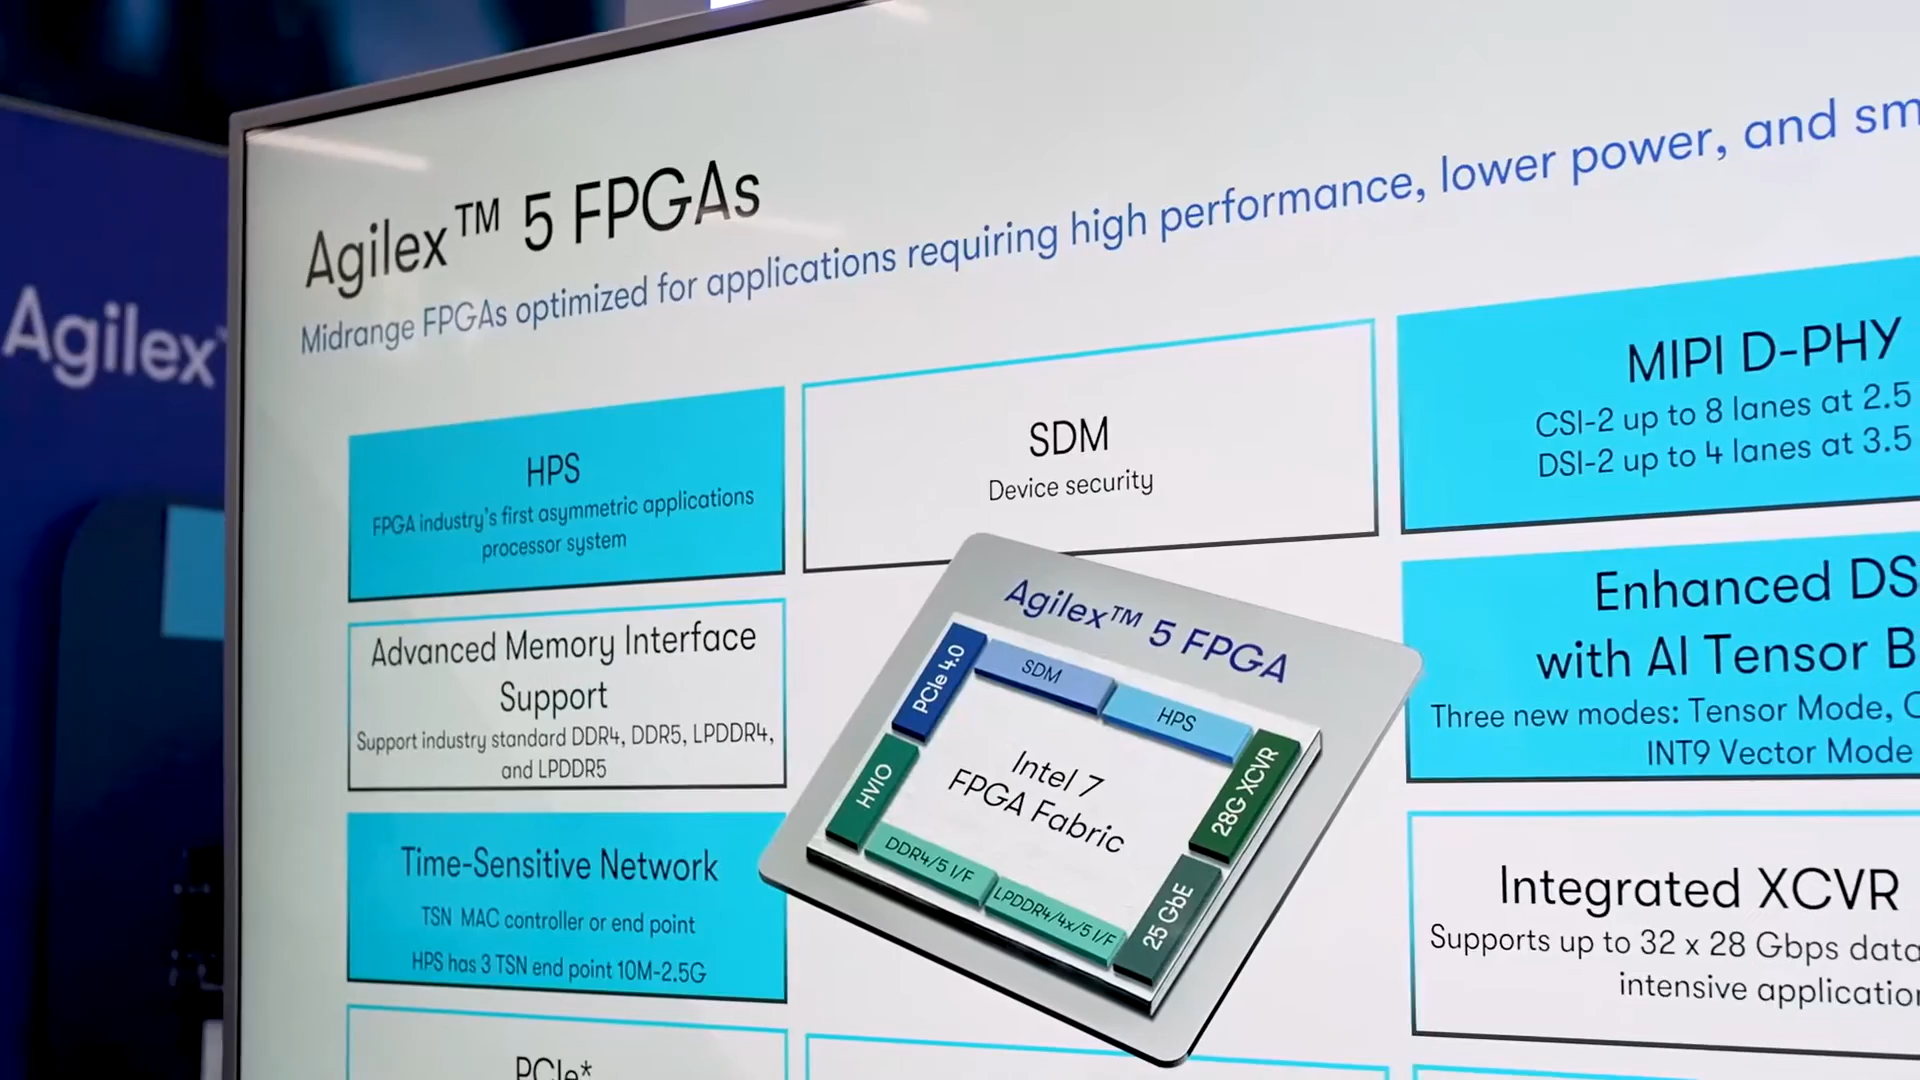 Agilex™
Agilex™ 5 FPGAs
Midrange FPGAs optimized for applications requiring high performance, lower power, and sm
HPS
FPGA industry's first asymmetric applications
processor system
SDM
Device security
MIPI D-PHY
CSI-2 up to 8 lanes at 2.5
DSI-2 up to 4 lanes at 3.5
Advanced Memory Interface
Support
Support industry standard DDR4, DDR5, LPDDR4,
and LPDDR5
Enhanced DS
with AI Tensor B
Three new modes: Tensor Mode, C
INT9 Vector Mode
Time-Sensitive Network
TSN MAC controller or end point
HPS has 3 TSN end point 10M-2.5G
Integrated XCVR
Supports up to 32 x 28 Gbps data
intensive application
PCIe*
Agilex™ 5 FPGA
PCIe 4.0
SDM
HPS
HVIO
Intel 7
FPGA Fabric
28G XCVR
DDR4/5 I/F
LPDDR4/4x/5 I/F
25 GbE